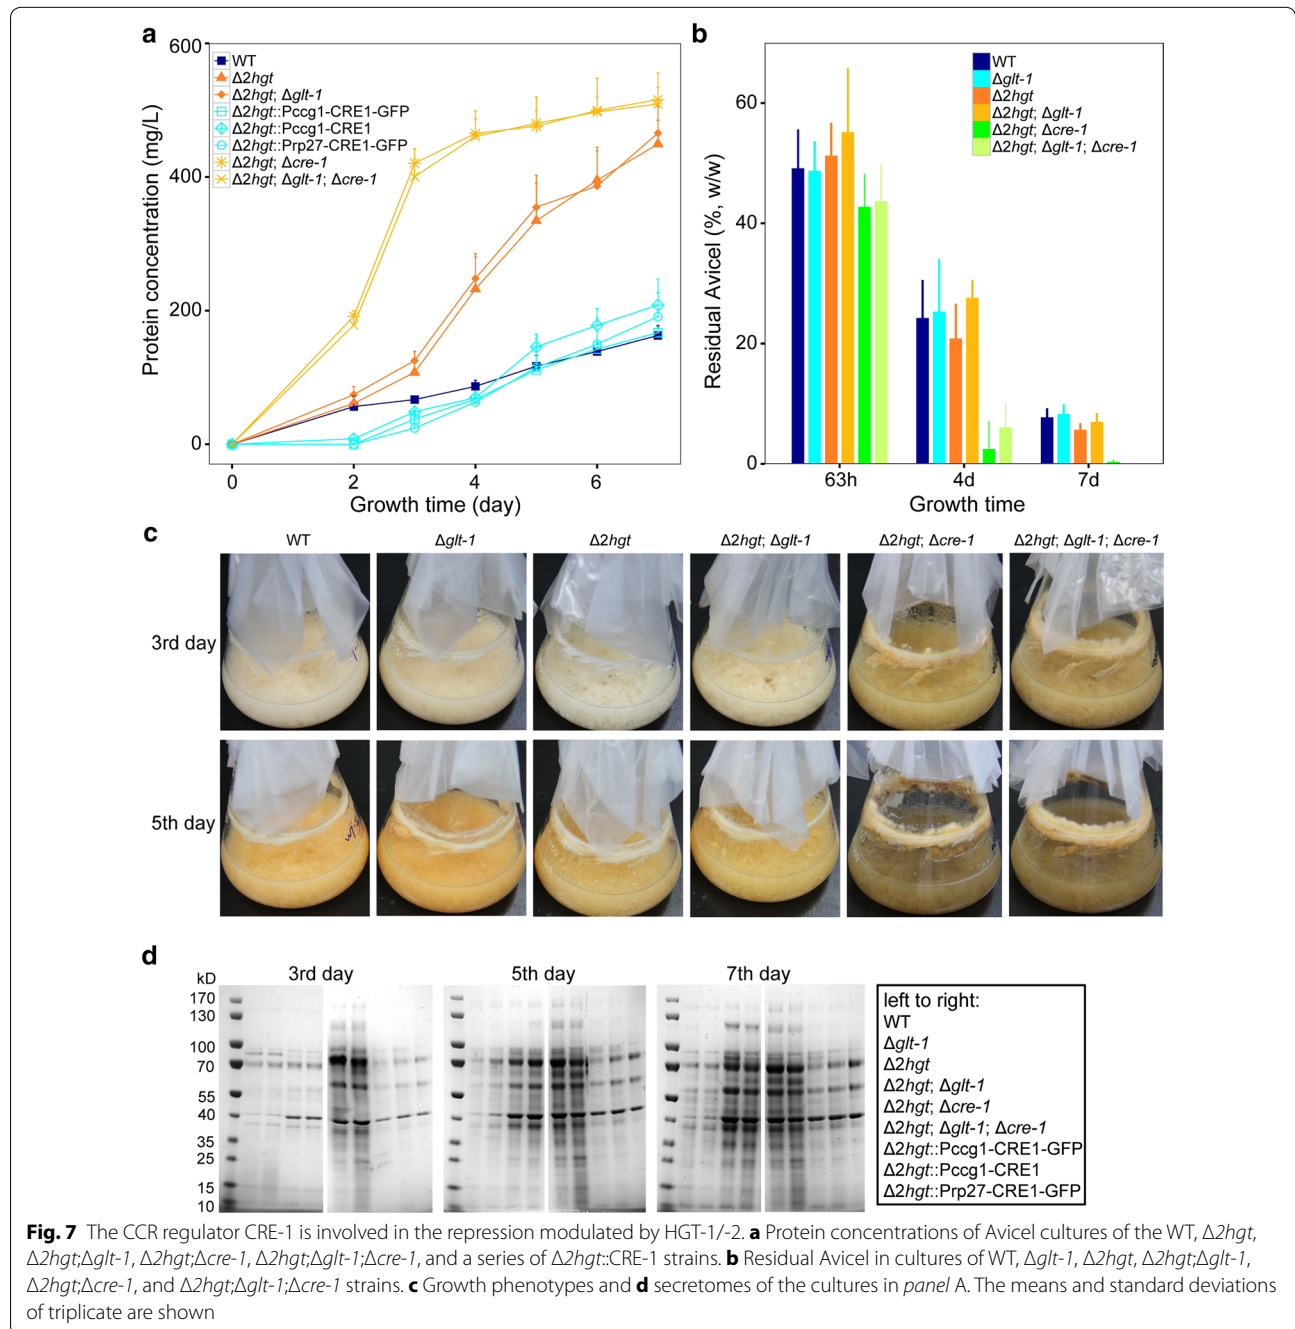 a
600
400
200
0
Protein concentration (mg/L)
WT
Δ2hgt
Δ2hgt; Δglt-1
Δ2hgt::Pccg1-CRE1-GFP
Δ2hgt::Pccg1-CRE1
Δ2hgt::Prp27-CRE1-GFP
Δ2hgt; Δcre-1
Δ2hgt; Δglt-1; Δcre-1
0 2 4 6
Growth time (day)
b
60
40
20
0
Residual Avicel (%, w/w)
WT
Δglt-1
Δ2hgt
Δ2hgt; Δglt-1
Δ2hgt; Δcre-1
Δ2hgt; Δglt-1; Δcre-1
63h 4d 7d
Growth time
c
WT Δglt-1 Δ2hgt Δ2hgt; Δglt-1 Δ2hgt; Δcre-1 Δ2hgt; Δglt-1; Δcre-1
3rd day
5th day
d
kD 3rd day 5th day 7th day
170
130
100
70
55
40
35
25
15
10
left to right:
WT
Δglt-1
Δ2hgt
Δ2hgt; Δglt-1
Δ2hgt; Δcre-1
Δ2hgt; Δglt-1; Δcre-1
Δ2hgt::Pccg1-CRE1-GFP
Δ2hgt::Pccg1-CRE1
Δ2hgt::Prp27-CRE1-GFP
Fig. 7 The CCR regulator CRE-1 is involved in the repression modulated by HGT-1/-2. a Protein concentrations of Avicel cultures of the WT, Δ2hgt,
Δ2hgt;Δglt-1, Δ2hgt;Δcre-1, Δ2hgt;Δglt-1;Δcre-1, and a series of Δ2hgt::CRE-1 strains. b Residual Avicel in cultures of WT, Δglt-1, Δ2hgt, Δ2hgt;Δglt-1,
Δ2hgt;Δcre-1, and Δ2hgt;Δglt-1;Δcre-1 strains. c Growth phenotypes and d secretomes of the cultures in panel A. The means and standard deviations
of triplicate are shown